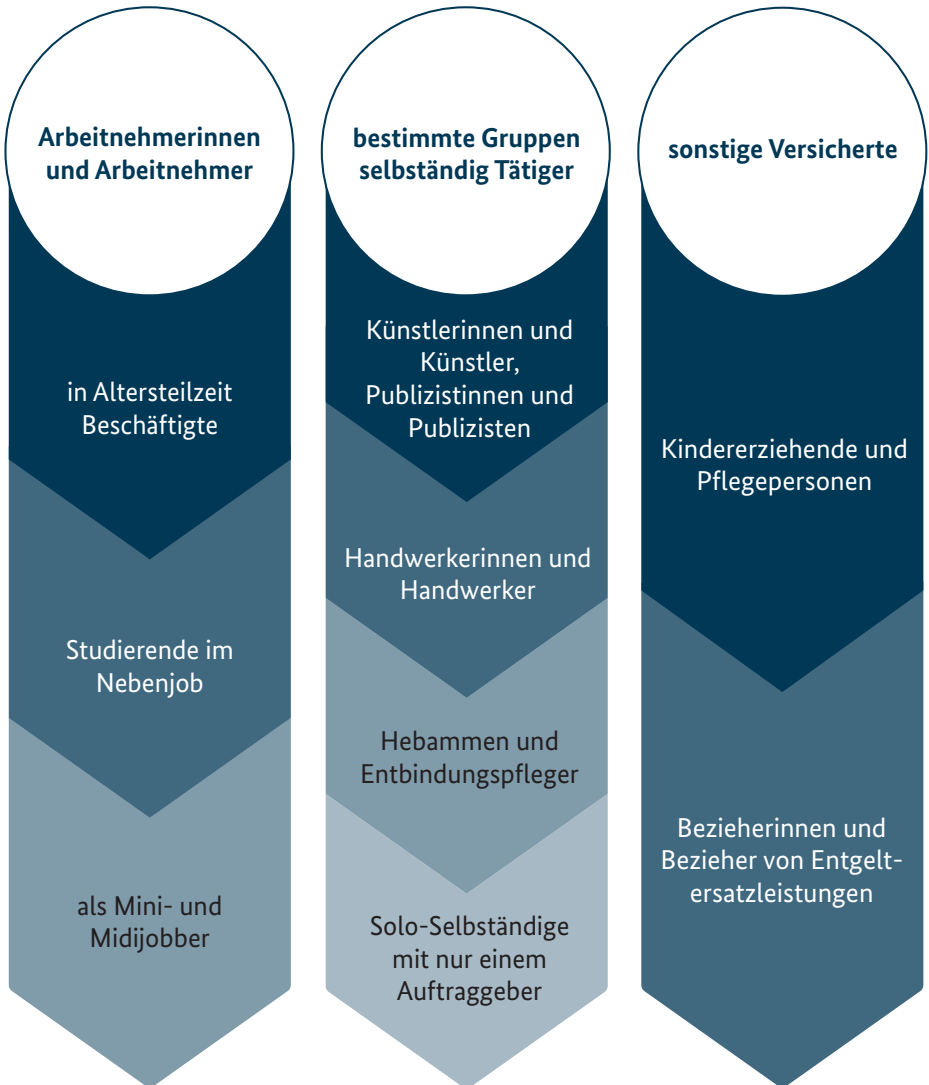 Arbeitnehmerinnen
und Arbeitnehmer
in Altersteilzeit
Beschäftigte
Studierende im
Nebenjob
als Mini- und
Midijobber
bestimmte Gruppen
selbständig Tätiger
Künstlerinnen und
Künstler,
Publizistinnen und
Publizisten
Handwerkerinnen und
Handwerker
Hebammen und
Entbindungspfleger
Solo-Selbständige
mit nur einem
Auftraggeber
sonstige Versicherte
Kindererziehende und
Pflegepersonen
Bezieherinnen und
Bezieher von Entgelt-
ersatzleistungen